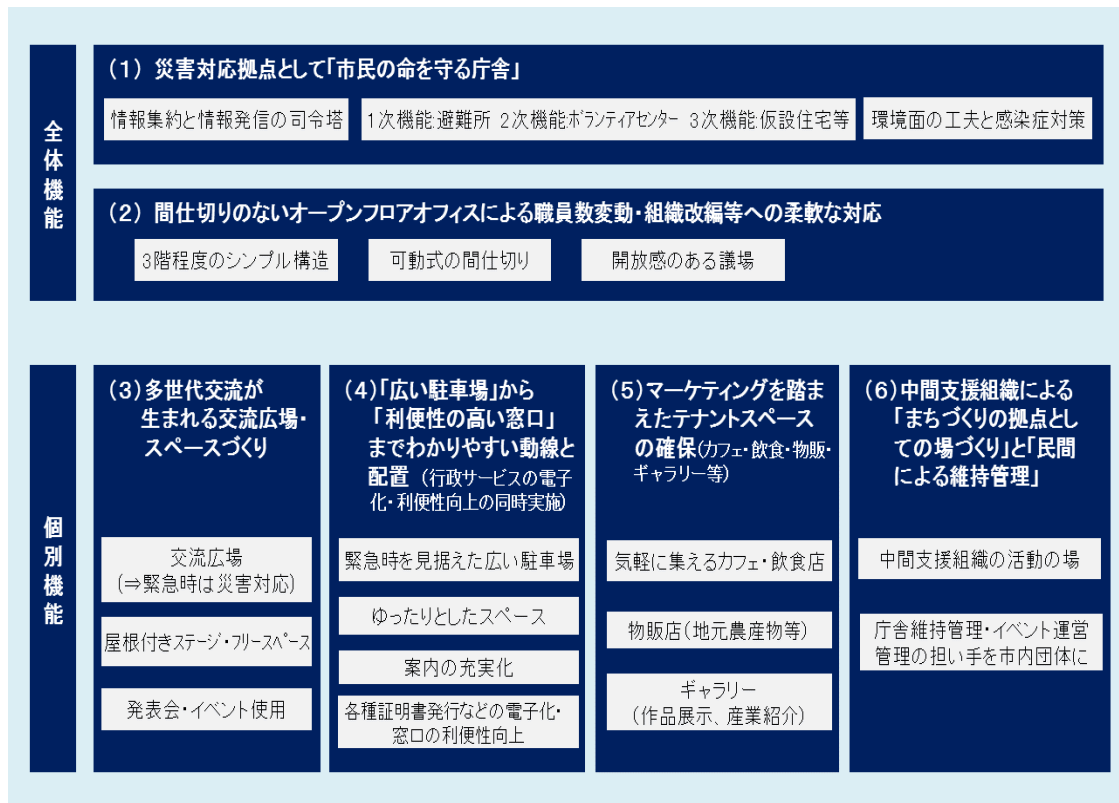 全体機能
(1) 災害対応拠点として「市民の命を守る庁舎」
情報集約と情報発信の司令塔
1次機能:避難所 2次機能:ボランティアセンター 3次機能:仮設住宅等
環境面の工夫と感染症対策
(2) 間仕切りのないオープンフロアオフィスによる職員数変動・組織改編等への柔軟な対応
3階程度のシンプル構造
可動式の間仕切り
開放感のある議場
個別機能
(3)多世代交流が
生まれる交流広場・
スペースづくり
交流広場
(⇒緊急時は災害対応)
屋根付きステージ・フリースペース
発表会・イベント使用
(4)「広い駐車場」から
「利便性の高い窓口」
までわかりやすい動線と
配置 (行政サービスの電子
化・利便性向上の同時実施)
緊急時を見据えた広い駐車場
ゆったりとしたスペース
案内の充実化
各種証明書発行などの電子化・
窓口の利便性向上
(5)マーケティングを踏ま
えたテナントスペース
の確保(カフェ・飲食・物販・
ギャラリー等)
気軽に集えるカフェ・飲食店
物販店(地元農産物等)
ギャラリー
(作品展示、産業紹介)
(6)中間支援組織による
「まちづくりの拠点とし
ての場づくり」と「民間
による維持管理」
中間支援組織の活動の場
庁舎維持管理・イベント運営
管理の担い手を市内団体に